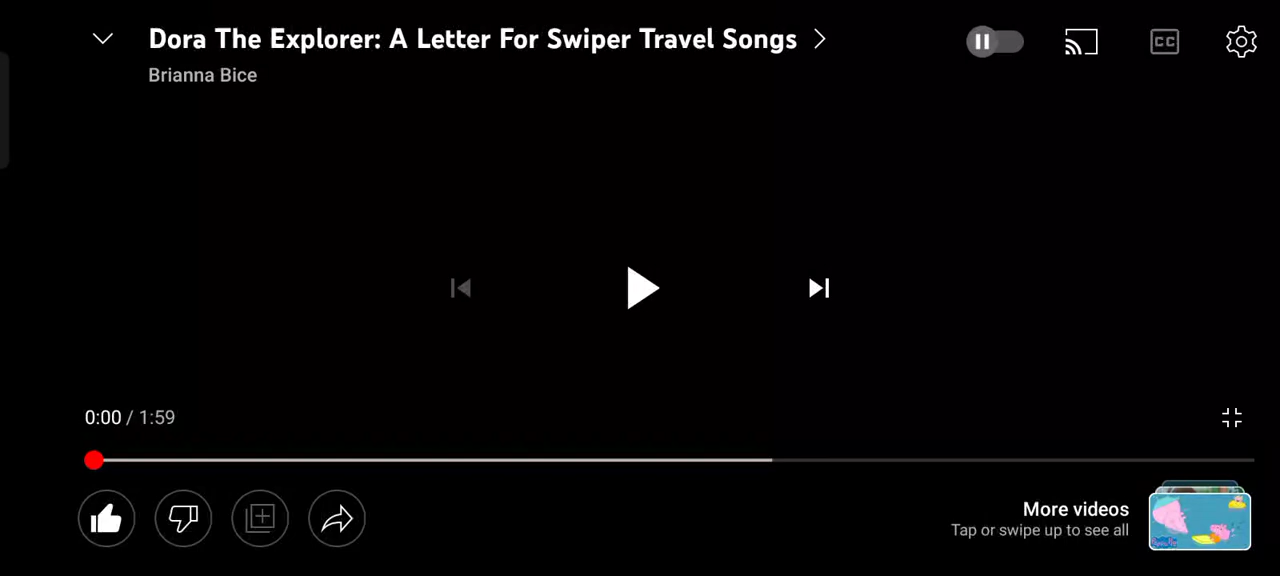 Dora The Explorer: A Letter For Swiper Travel Songs
Brianna Bice
CC
0:00 / 1:59
More videos
Tap or swipe up to see all